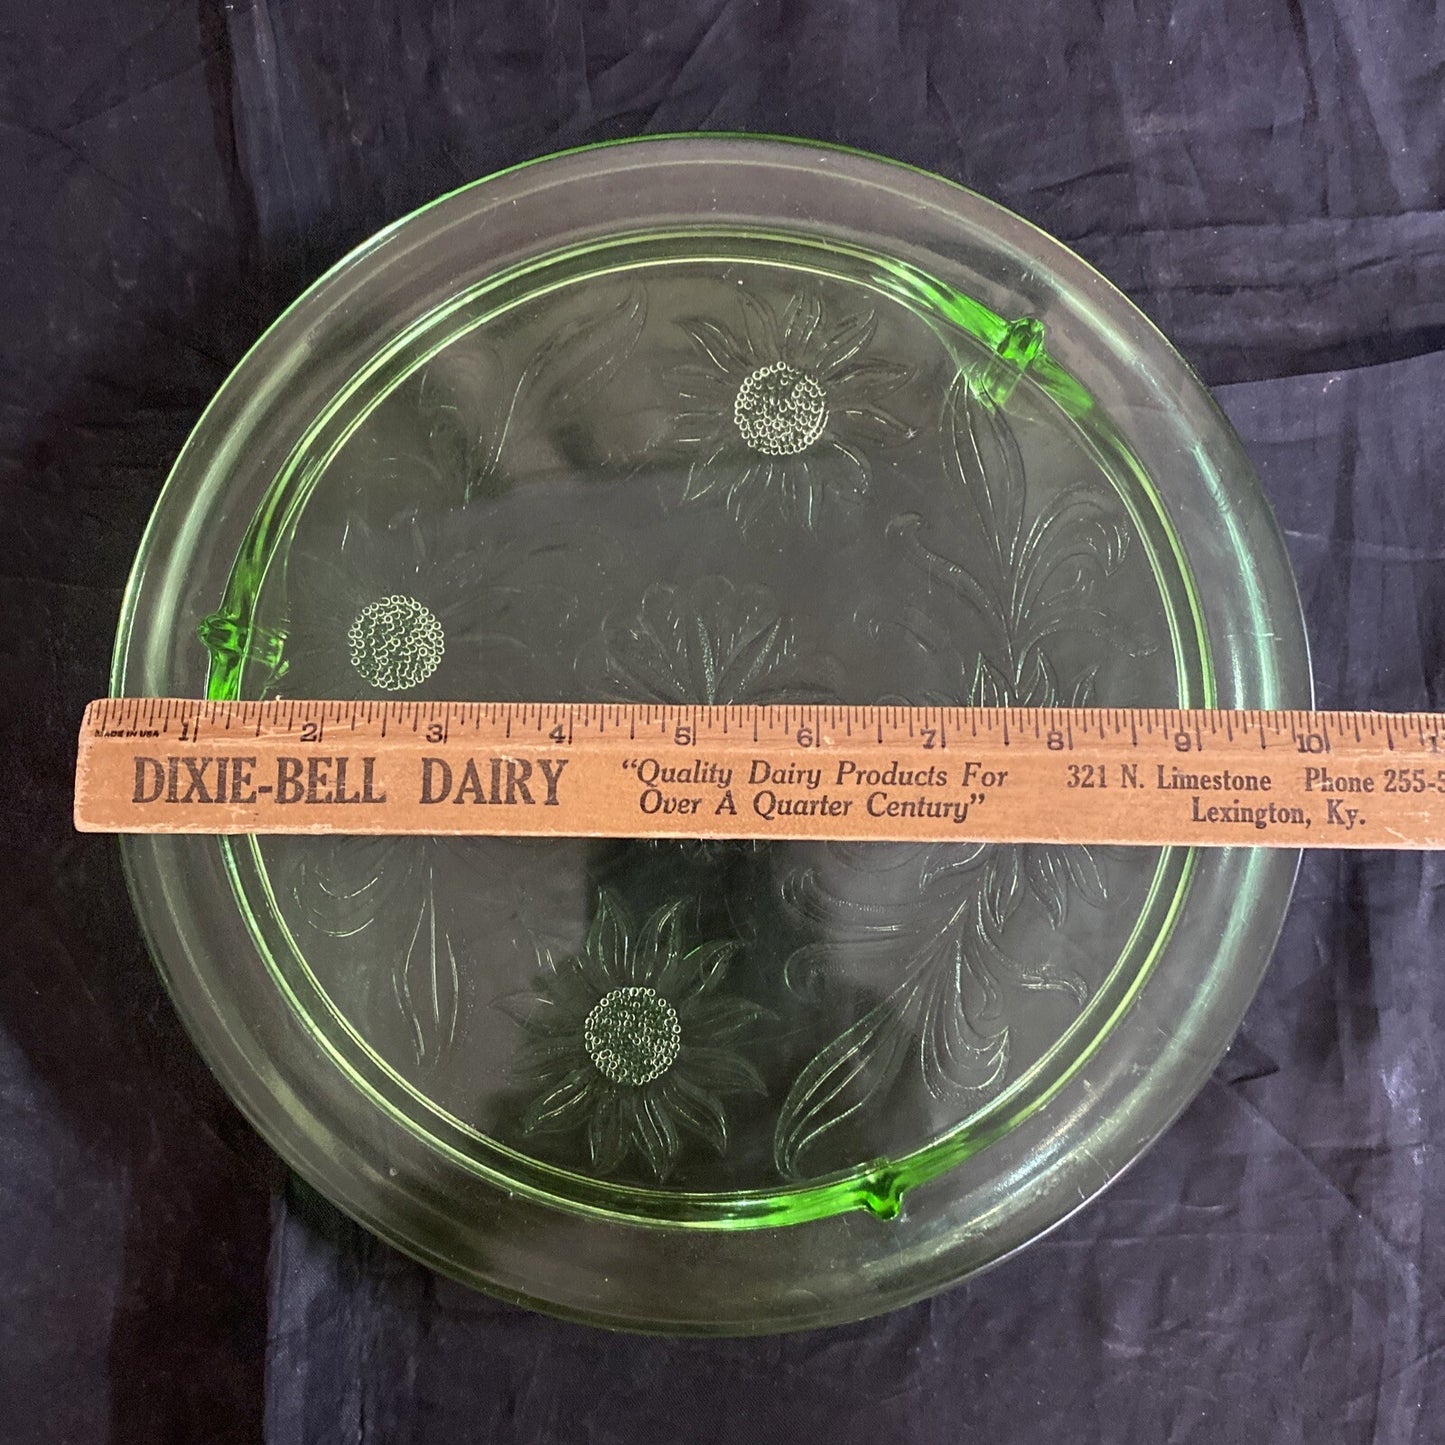 1 2 3 4 5 6 7 8 9 10
MADE IN USA
DIXIE-BELL DAIRY
"Quality Dairy Products For
Over A Quarter Century"
321 N. Limestone Phone 255-5
Lexington, Ky.